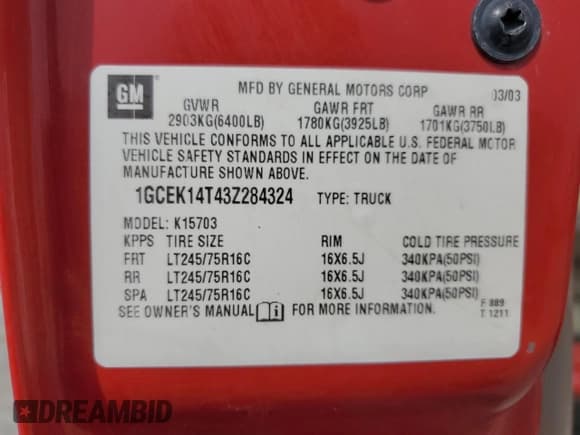 GM
MFD BY GENERAL MOTORS CORP 03/03
GVWR GAWR FRT GAWR RR
2903KG(6400LB) 1780KG(3925LB) 1701KG(3750LB)
THIS VEHICLE CONFORMS TO ALL APPLICABLE U.S. FEDERAL MOTOR
VEHICLE SAFETY STANDARDS IN EFFECT ON THE DATE OF
MANUFACTURE SHOWN ABOVE.
1GCEK14T43Z284324 TYPE: TRUCK
MODEL: K15703
KPPS TIRE SIZE RIM COLD TIRE PRESSURE
FRT LT245/75R16C 16X6.5J 340KPA(50PSI)
RR LT245/75R16C 16X6.5J 340KPA(50PSI)
SPA LT245/75R16C 16X6.5J 340KPA(50PSI)
SEE OWNER'S MANUAL FOR MORE INFORMATION.
F 889
T 1211
DREAMBID